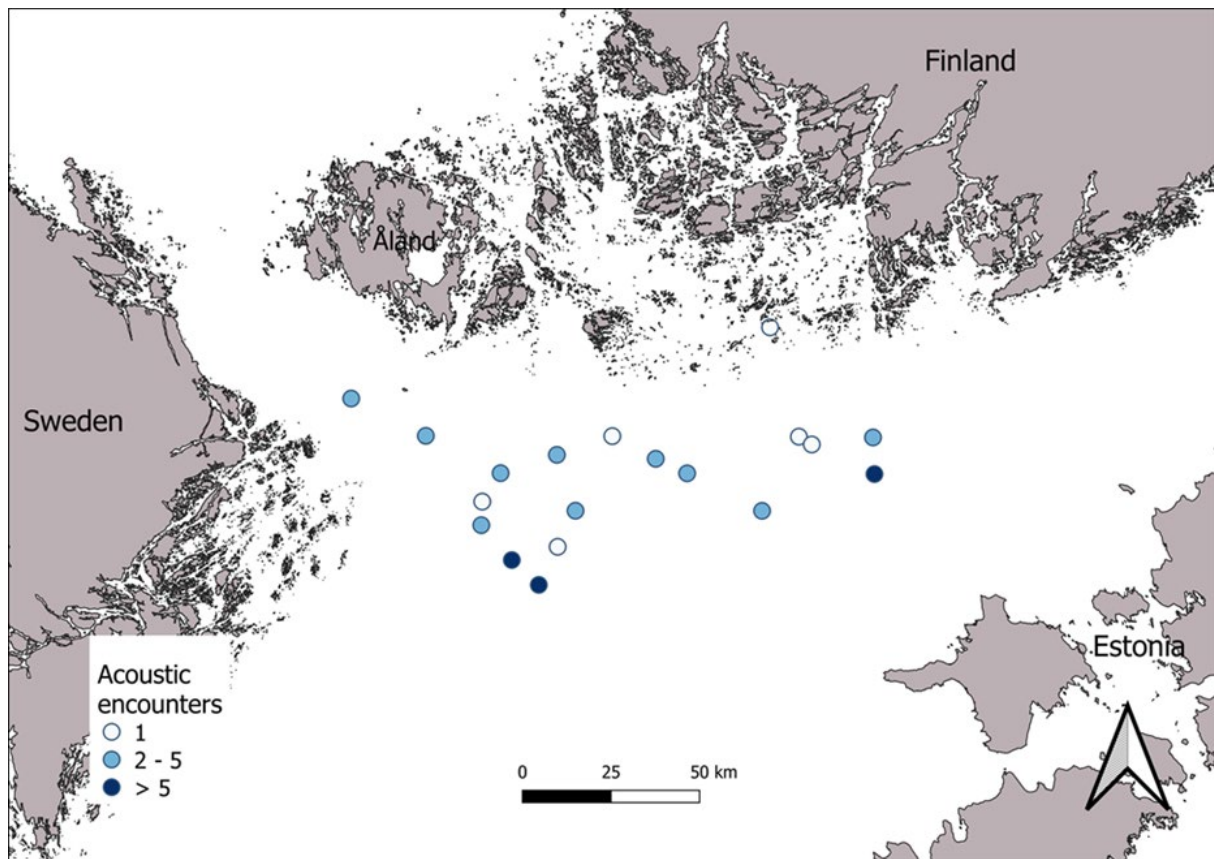 Finland
Åland
Sweden
Estonia
Acoustic
encounters
1
2 - 5
> 5
0 25 50 km